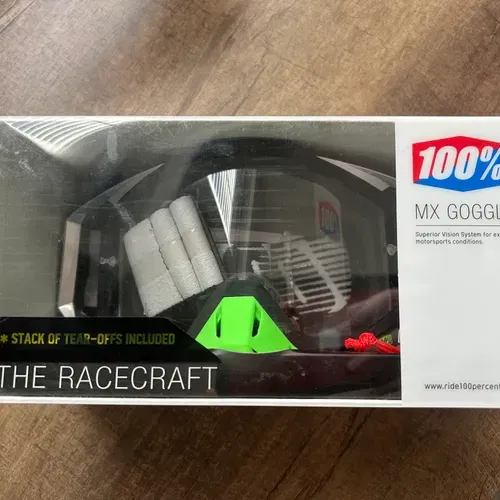 100%
MX GOGGL
Superior Vision System for ex
motorsports conditions.
* STACK OF TEAR-OFFS INCLUDED
THE RACECRAFT
www.ride100percent